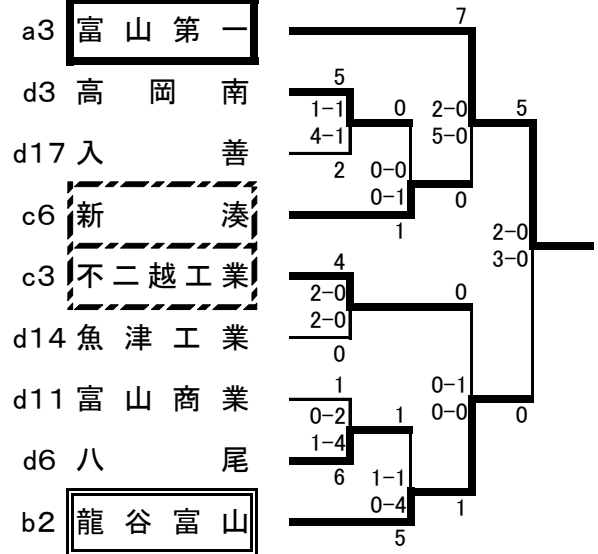 a3 富山第一
7
d3 高岡南
5
1-1 0 2-0 5
4-1 5-0
d17 入善
2 0-0
0-1 0
c6 新湊
1 2-0
3-0
c3 不二越工業
4
2-0 0
2-0
d14 魚津工業
0
d11 富山商業
1 0-1
0-2 1 0-0 0
1-4
d6 八尾
6 1-1
0-4 1
b2 龍谷富山
5